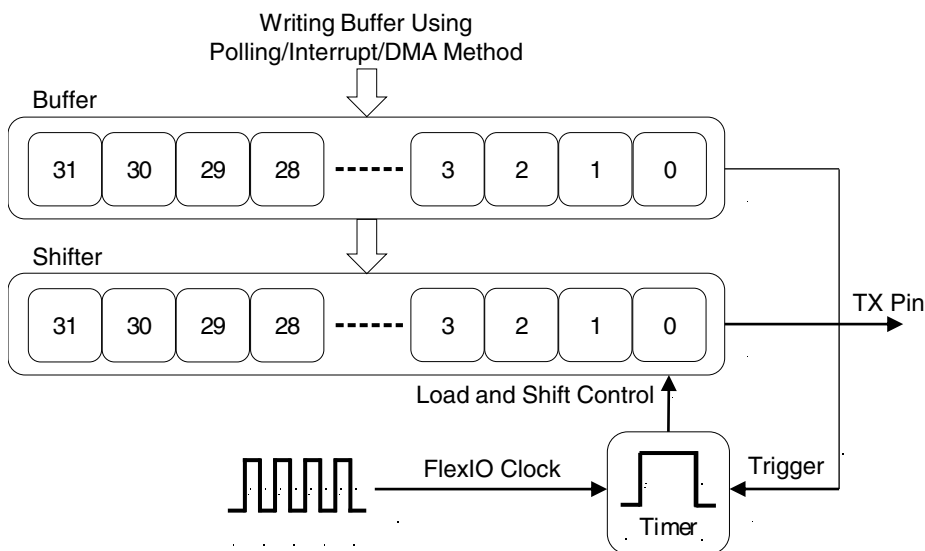 Writing Buffer Using
Polling/Interrupt/DMA Method
Buffer
31 30 29 28 3 2 1 0
Shifter
31 30 29 28 3 2 1 0
TX Pin
Load and Shift Control
FlexIO Clock
Trigger
Timer